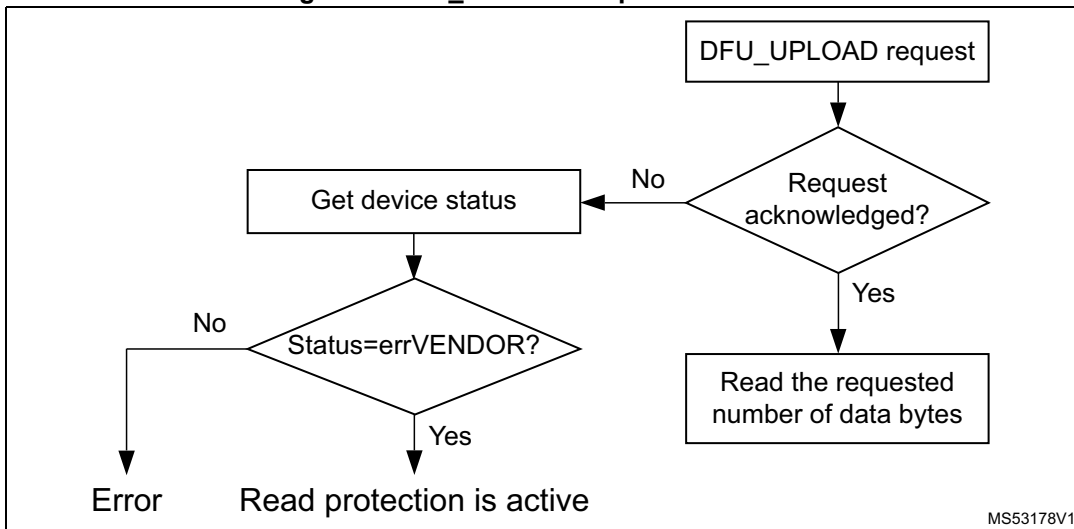 DFU_UPLOAD request
Request
acknowledged?
No
Get device status
Yes
Status=errVENDOR?
No
Read the requested
number of data bytes
Yes
Error
Read protection is active
MS53178V1